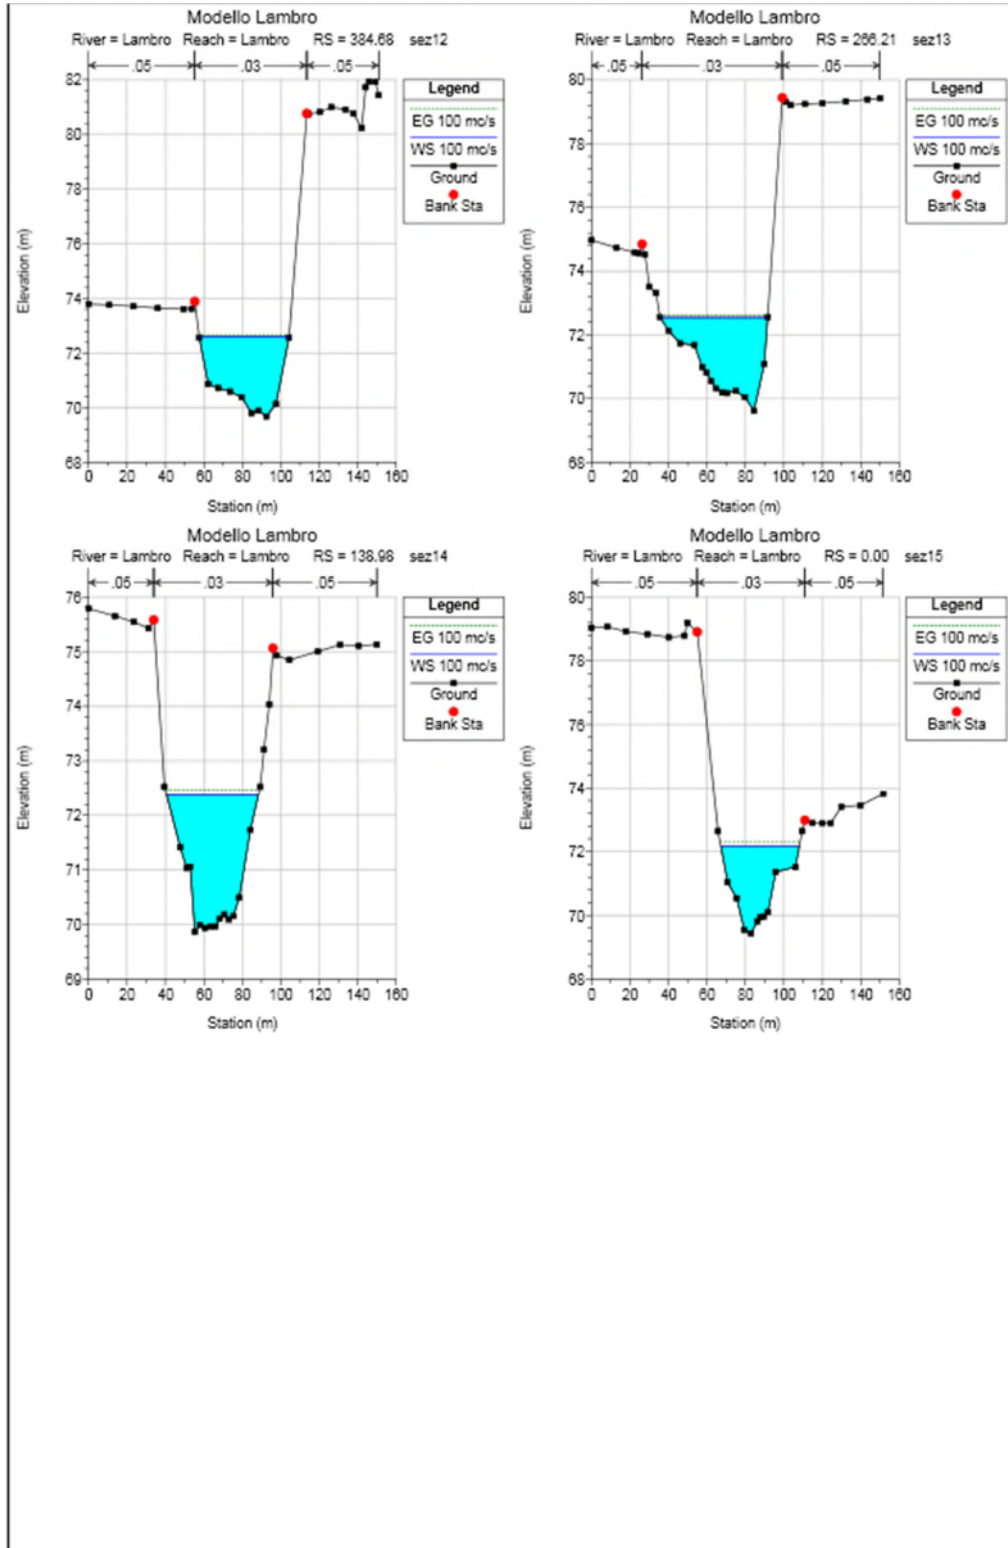 Modello Lambro
River = Lambro Reach = Lambro RS = 384.68 sez12
.05 .03 .05
82
80
78
76
74
72
70
68
0 20 40 60 80 100 120 140 160
Elevation (m)
Station (m)
Legend
EG 100 mc/s
WS 100 mc/s
Ground
Bank Sta
Modello Lambro
River = Lambro Reach = Lambro RS = 266.21 sez13
.05 .03 .05
80
78
76
74
72
70
68
0 20 40 60 80 100 120 140 160
Elevation (m)
Station (m)
Legend
EG 100 mc/s
WS 100 mc/s
Ground
Bank Sta
Modello Lambro
River = Lambro Reach = Lambro RS = 138.98 sez14
.05 .03 .05
76
75
74
73
72
71
70
69
0 20 40 60 80 100 120 140 160
Elevation (m)
Station (m)
Legend
EG 100 mc/s
WS 100 mc/s
Ground
Bank Sta
Modello Lambro
River = Lambro Reach = Lambro RS = 0.00 sez15
.05 .03 .05
80
78
76
74
72
70
68
0 20 40 60 80 100 120 140 160
Elevation (m)
Station (m)
Legend
EG 100 mc/s
WS 100 mc/s
Ground
Bank Sta